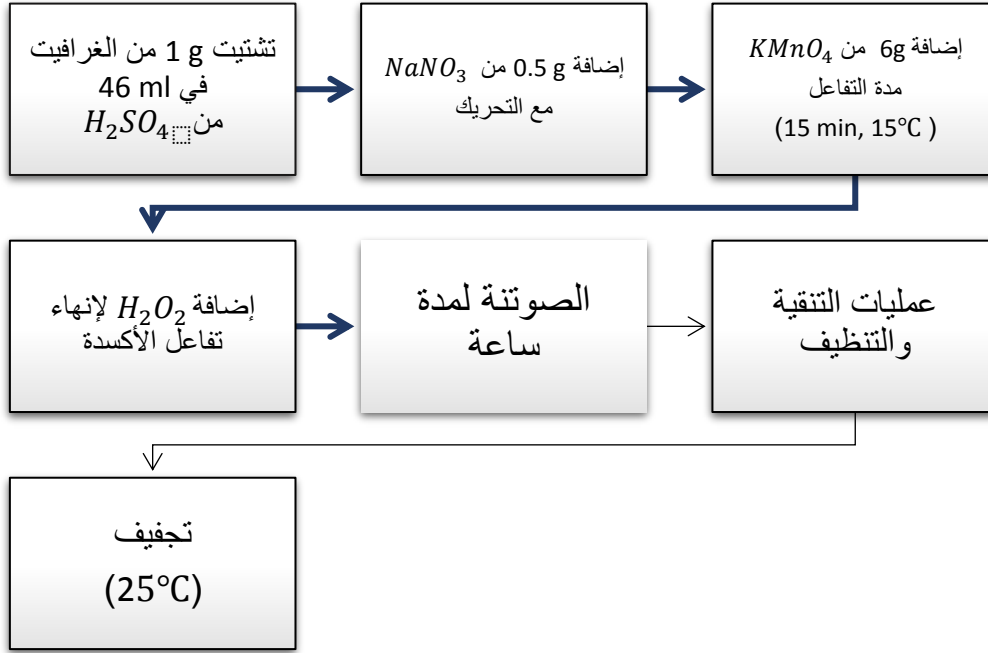 تشتيت 1 g من الغرافيت
في 46 ml
من H₂SO₄
إضافة 0.5 g من NaNO₃
مع التحريك
إضافة 6g من KMnO₄
مدة التفاعل
(15 min, 15°C )
إضافة H₂O₂ لإنهاء
تفاعل الأكسدة
الصوتنة لمدة
ساعة
عمليات التنقية
والتنظيف
تجفيف
(25°C)